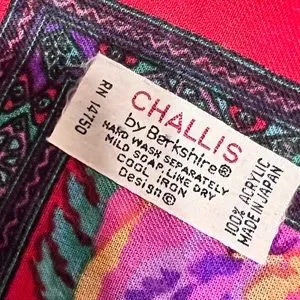 RN 14750
CHALLIS
by Berkshire®
HAND WASH SEPARATELY
MILD SOAP. LINE DRY
COOL IRON
Design©
100% ACRYLIC
MADE IN JAPAN